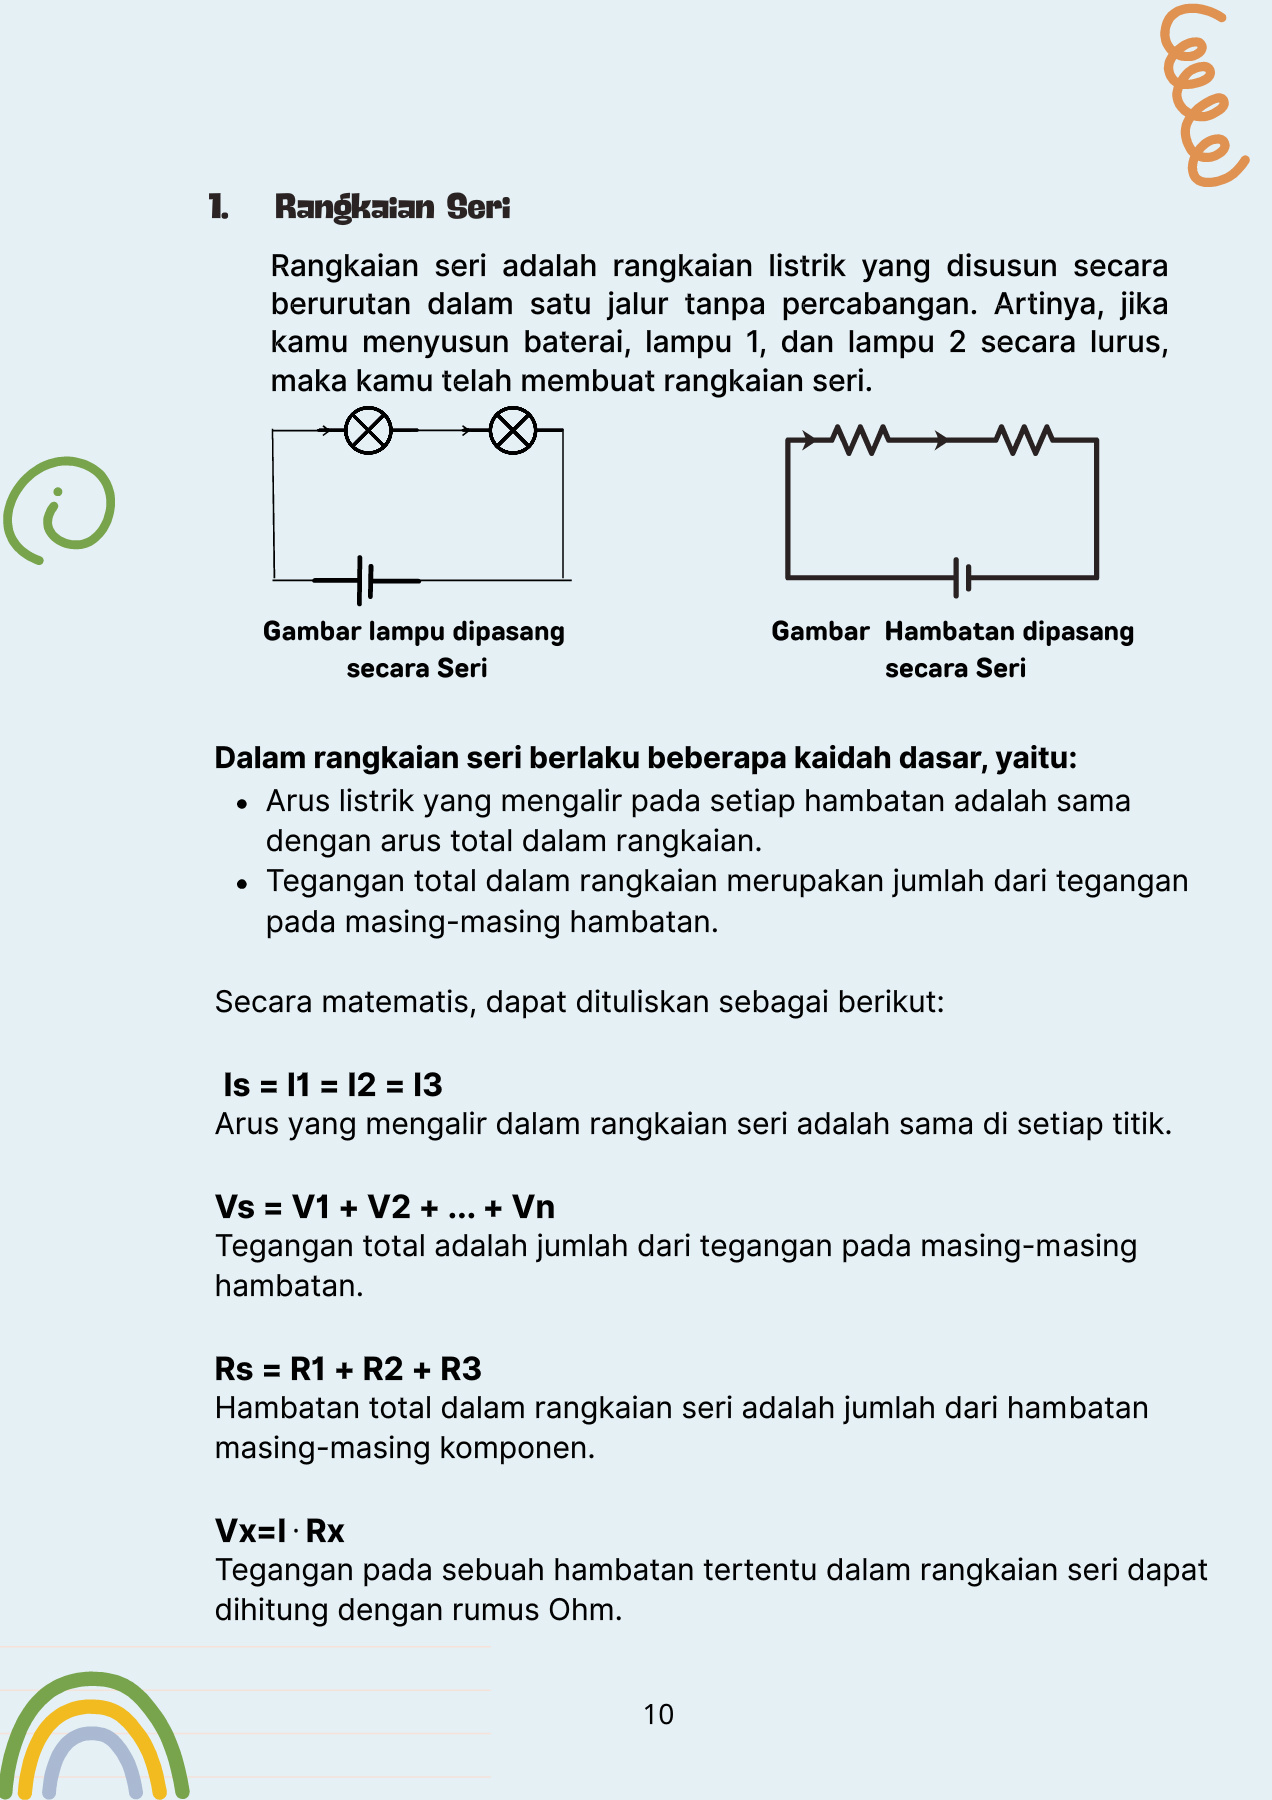 1. Rangkaian Seri
Rangkaian seri adalah rangkaian listrik yang disusun secara
berurutan dalam satu jalur tanpa percabangan. Artinya, jika
kamu menyusun baterai, lampu 1, dan lampu 2 secara lurus,
maka kamu telah membuat rangkaian seri.
Gambar lampu dipasang
secara Seri
Gambar Hambatan dipasang
secara Seri
Dalam rangkaian seri berlaku beberapa kaidah dasar, yaitu:
• Arus listrik yang mengalir pada setiap hambatan adalah sama
dengan arus total dalam rangkaian.
• Tegangan total dalam rangkaian merupakan jumlah dari tegangan
pada masing-masing hambatan.
Secara matematis, dapat dituliskan sebagai berikut:
Is = I1 = I2 = I3
Arus yang mengalir dalam rangkaian seri adalah sama di setiap titik.
Vs = V1 + V2 + ... + Vn
Tegangan total adalah jumlah dari tegangan pada masing-masing
hambatan.
Rs = R1 + R2 + R3
Hambatan total dalam rangkaian seri adalah jumlah dari hambatan
masing-masing komponen.
Vx=I · Rx
Tegangan pada sebuah hambatan tertentu dalam rangkaian seri dapat
dihitung dengan rumus Ohm.
10